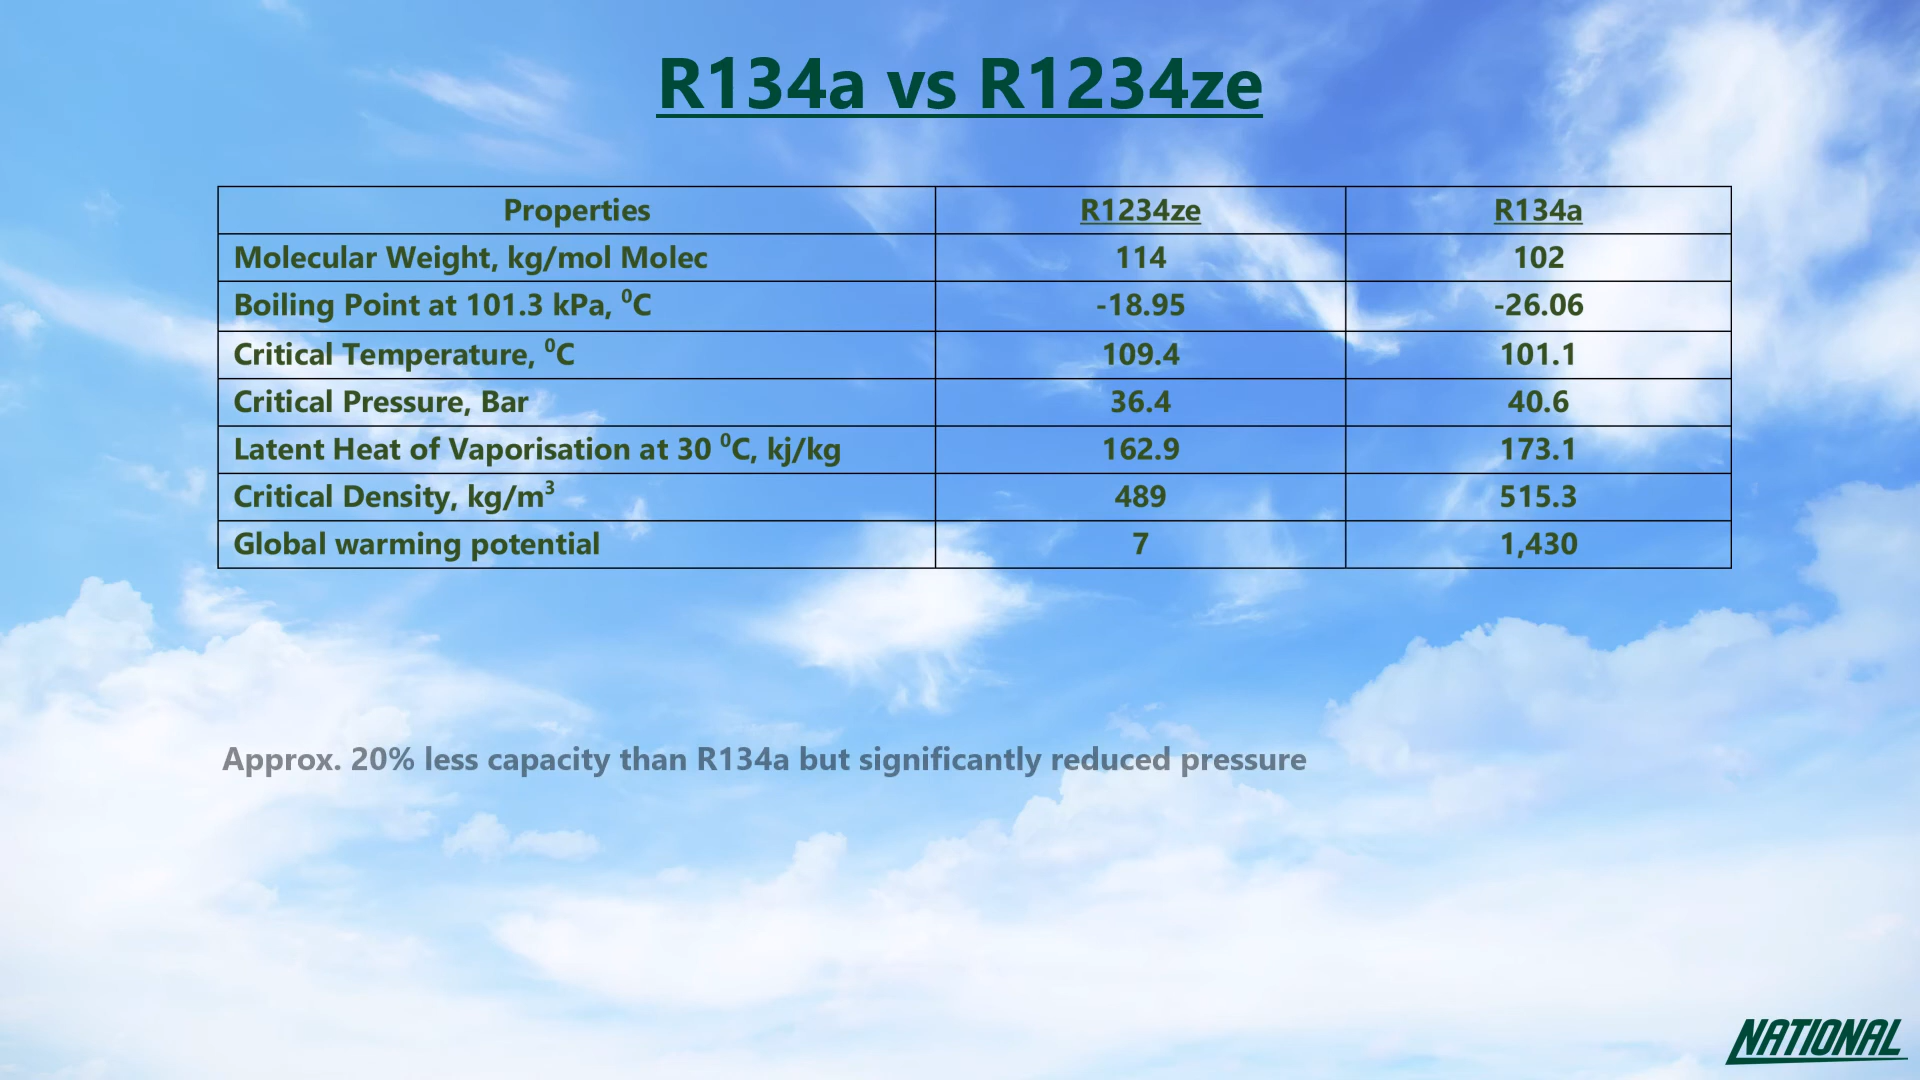 R134a vs R1234ze
Properties R1234ze R134a
Molecular Weight, kg/mol Molec 114 102
Boiling Point at 101.3 kPa, ⁰C -18.95 -26.06
Critical Temperature, ⁰C 109.4 101.1
Critical Pressure, Bar 36.4 40.6
Latent Heat of Vaporisation at 30 ⁰C, kj/kg 162.9 173.1
Critical Density, kg/m³ 489 515.3
Global warming potential 7 1,430
Approx. 20% less capacity than R134a but significantly reduced pressure
NATIONAL